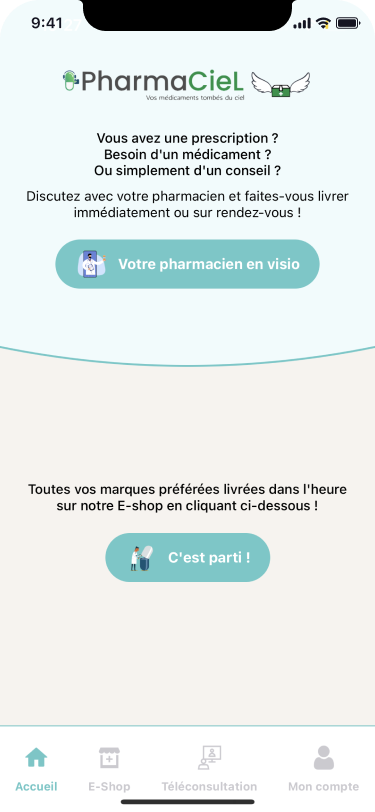 9:41
PharmaCieL
Vos médicaments tombés du ciel
Vous avez une prescription ?
Besoin d'un médicament ?
Ou simplement d'un conseil ?
Discutez avec votre pharmacien et faites-vous livrer
immédiatement ou sur rendez-vous !
Votre pharmacien en visio
Toutes vos marques préférées livrées dans l'heure
sur notre E-shop en cliquant ci-dessous !
C'est parti !
Accueil
E-Shop
Téléconsultation
Mon compte